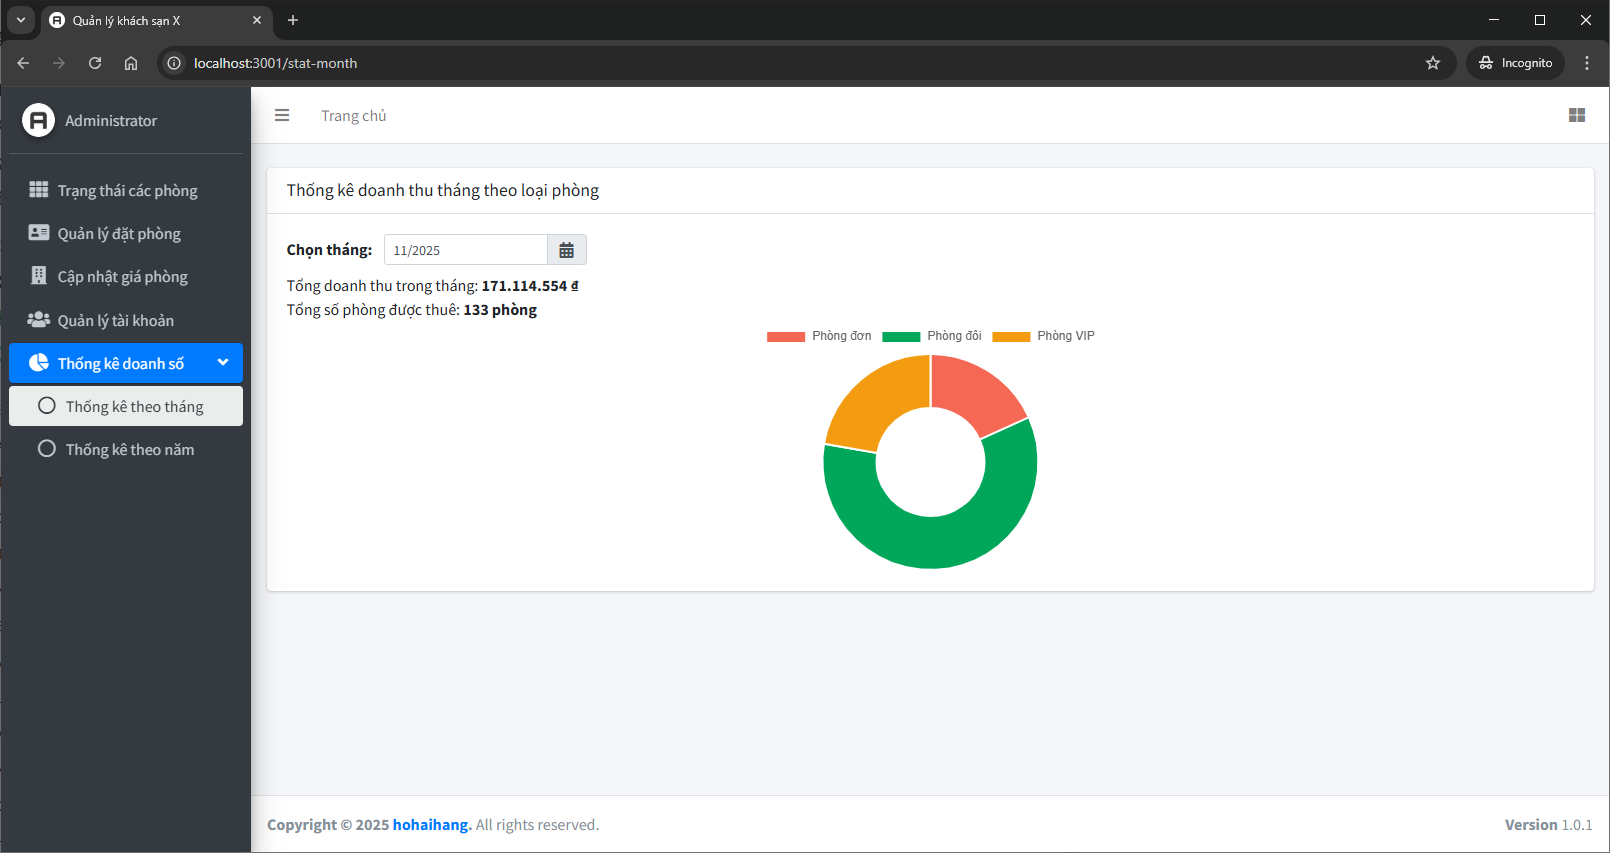 Quản lý khách sạn X
localhost:3001/stat-month
Incognito
Administrator
Trang chủ
Trạng thái các phòng
Quản lý đặt phòng
Cập nhật giá phòng
Quản lý tài khoản
Thống kê doanh số
Thống kê theo tháng
Thống kê theo năm
Thống kê doanh thu tháng theo loại phòng
Chọn tháng: 11/2025
Tổng doanh thu trong tháng: 171.114.554 ₫
Tổng số phòng được thuê: 133 phòng
Phòng đơn Phòng đôi Phòng VIP
Copyright © 2025 hohaihang. All rights reserved.
Version 1.0.1